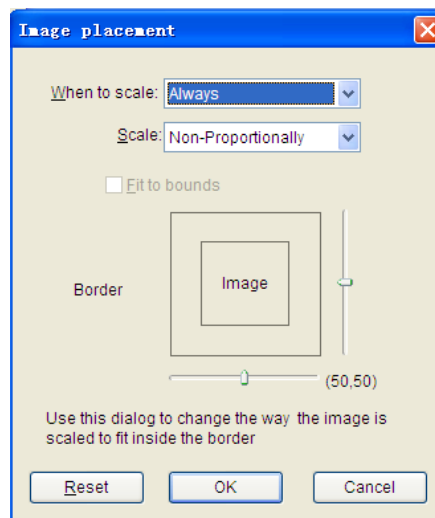 Image placement
When to scale: Always
Scale: Non-Proportionally
Fit to bounds
Image
Border
(50,50)
Use this dialog to change the way the image is
scaled to fit inside the border
Reset OK Cancel